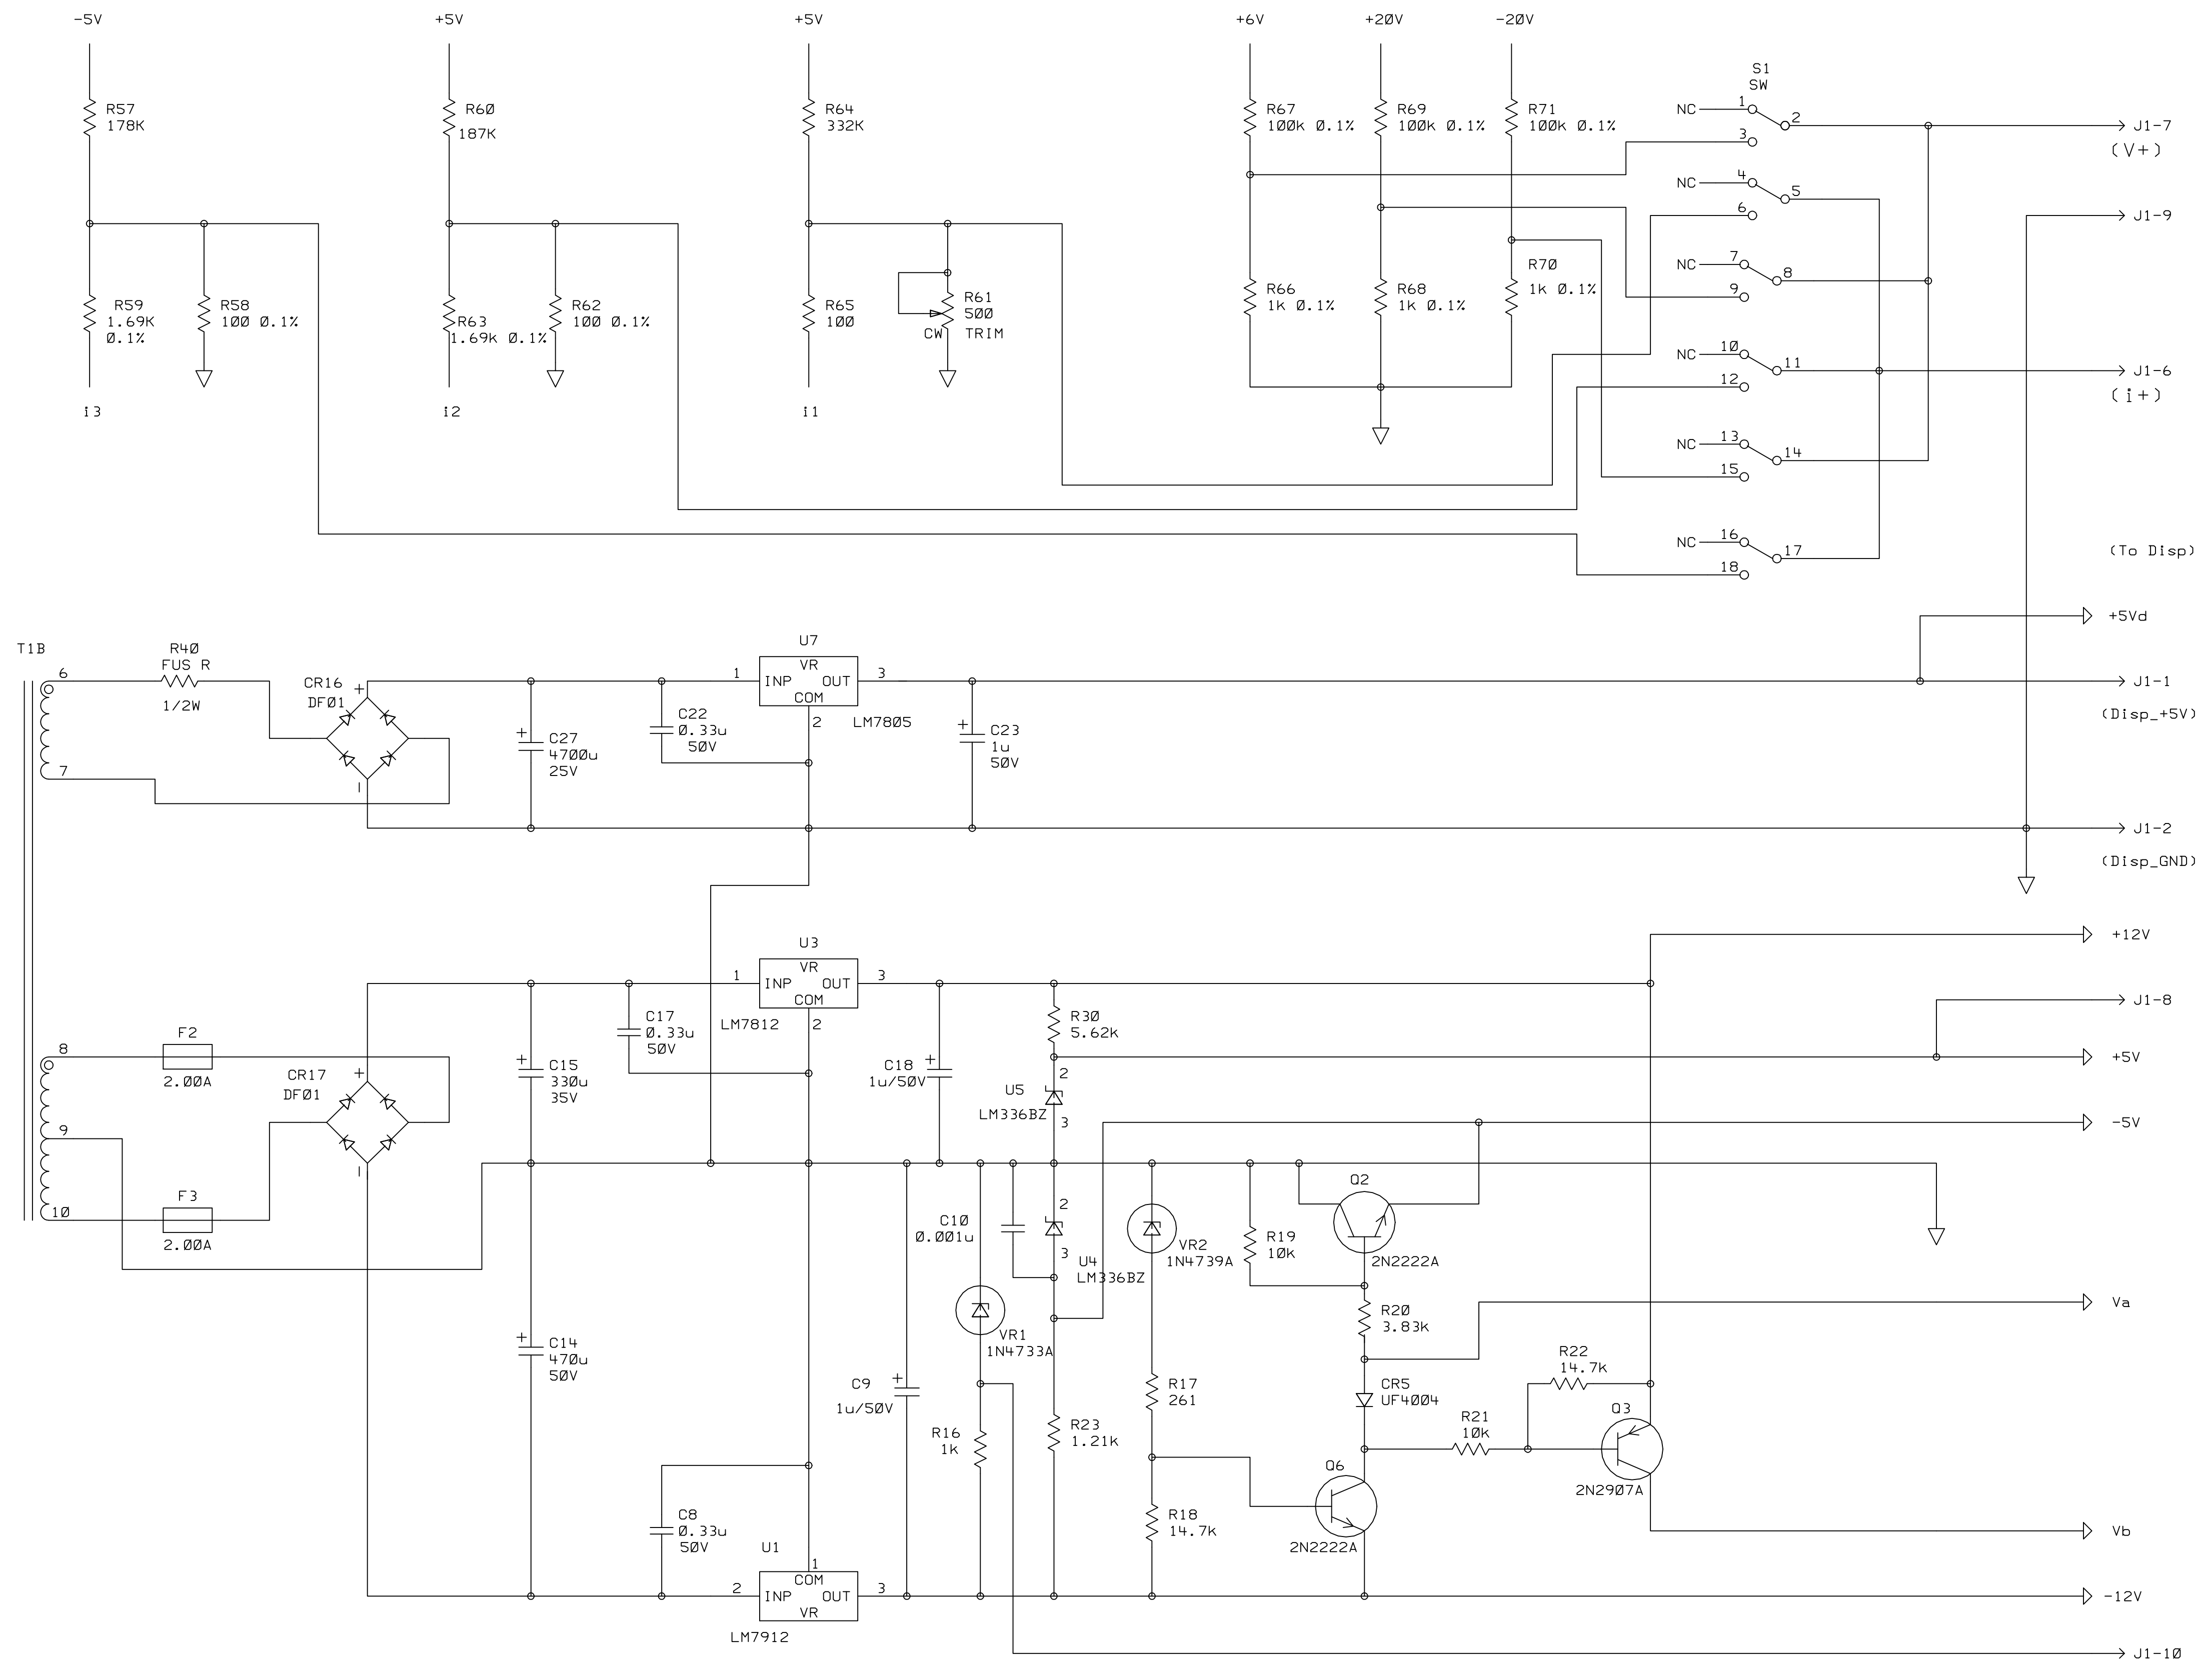 -5V
+5V
+5V
+6V
+20V
-20V
R57
178K
R60
187K
R64
332K
R67
100k 0.1%
R69
100k 0.1%
R71
100k 0.1%
S1
SW
NC
1
2
3
J1-7
(V+)
NC
4
5
6
J1-9
R59
1.69K
0.1%
R58
100 0.1%
R63
1.69k 0.1%
R62
100 0.1%
R65
100
R61
500
CW TRIM
R66
1k 0.1%
R68
1k 0.1%
R70
1k 0.1%
NC
7
8
9
NC
10
11
12
J1-6
(i+)
i3
i2
i1
NC
13
14
15
NC
16
17
18
(To Disp)
+5Vd
T1B
6
7
R40
FUS R
1/2W
CR16
DF01
+
-
+
C27
4700u
25V
C22
0.33u
50V
U7
VR
INP OUT
COM
1
2
3
LM7805
+
C23
1u
50V
J1-1
(Disp_+5V)
J1-2
(Disp_GND)
+12V
U3
VR
INP OUT
COM
1
2
3
LM7812
C17
0.33u
50V
J1-8
8
9
10
F2
2.00A
F3
2.00A
CR17
DF01
+
-
+
C15
330u
35V
C18
1u/50V
+
R30
5.62k
+5V
U5
LM336BZ
2
3
-5V
Q2
2N2222A
C10
0.001u
2
3
U4
LM336BZ
VR2
1N4739A
R19
10k
VR1
1N4733A
R20
3.83k
Va
+
C14
470u
50V
C9
1u/50V
+
R17
261
CR5
UF4004
R22
14.7k
R16
1k
R23
1.21k
R21
10k
Q3
2N2907A
Q6
2N2222A
C8
0.33u
50V
R18
14.7k
Vb
U1
1
COM
INP OUT
VR
2
3
LM7912
-12V
J1-10